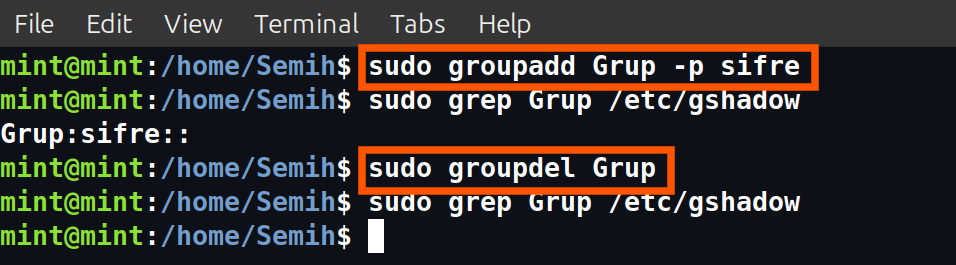 File Edit View Terminal Tabs Help
mint@mint:/home/Semih$ sudo groupadd Grup -p sifre
mint@mint:/home/Semih$ sudo grep Grup /etc/gshadow
Grup:sifre::
mint@mint:/home/Semih$ sudo groupdel Grup
mint@mint:/home/Semih$ sudo grep Grup /etc/gshadow
mint@mint:/home/Semih$